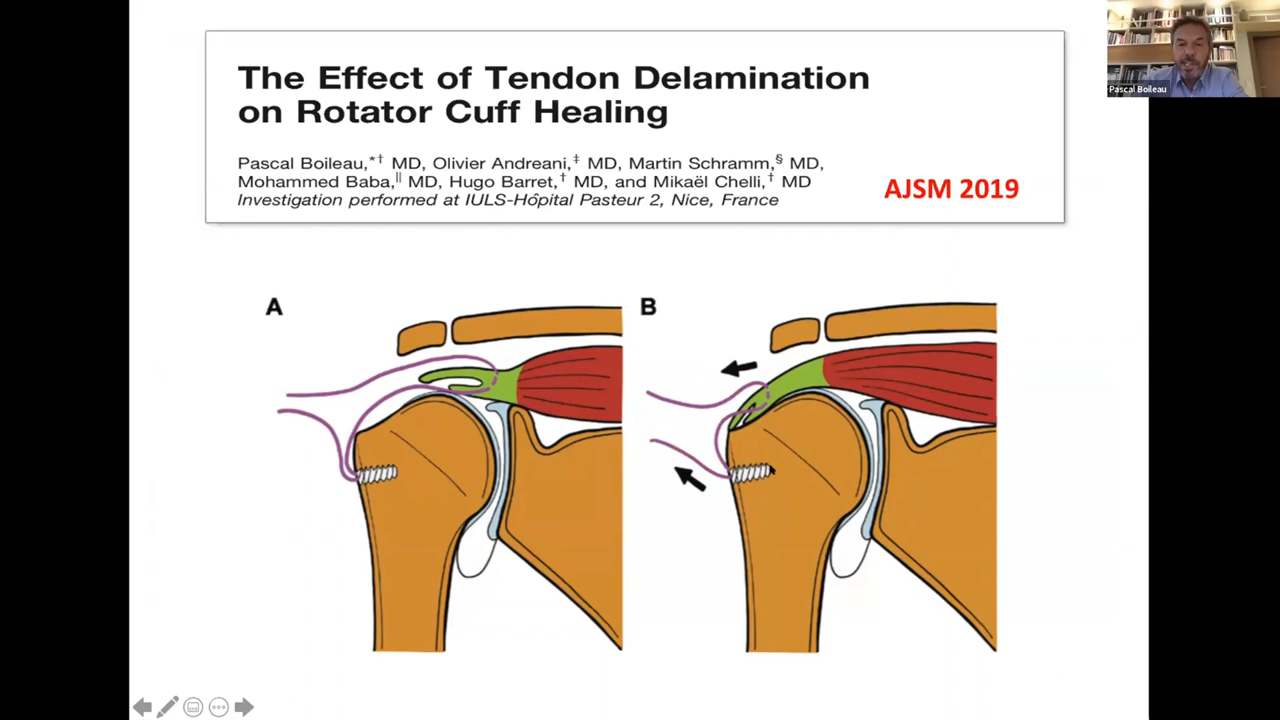 The Effect of Tendon Delamination
on Rotator Cuff Healing
Pascal Boileau,*† MD, Olivier Andreani,‡ MD, Martin Schramm,§ MD,
Mohammed Baba,|| MD, Hugo Barret,† MD, and Mikaël Chelli,† MD
Investigation performed at IULS-Hôpital Pasteur 2, Nice, France
AJSM 2019
Pascal Boileau
A
B